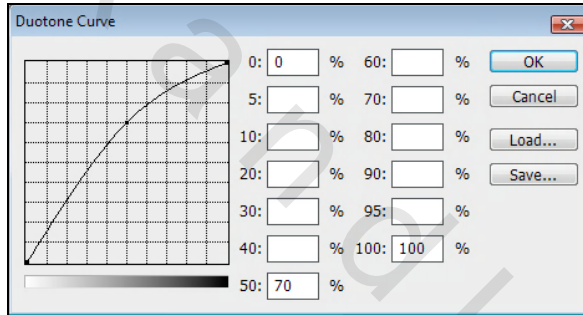 Duotone Curve
0: 0 % 60: % OK
5: % 70: % Cancel
10: % 80: % Load...
20: % 90: % Save...
30: % 95: %
40: % 100: 100 %
50: 70 %